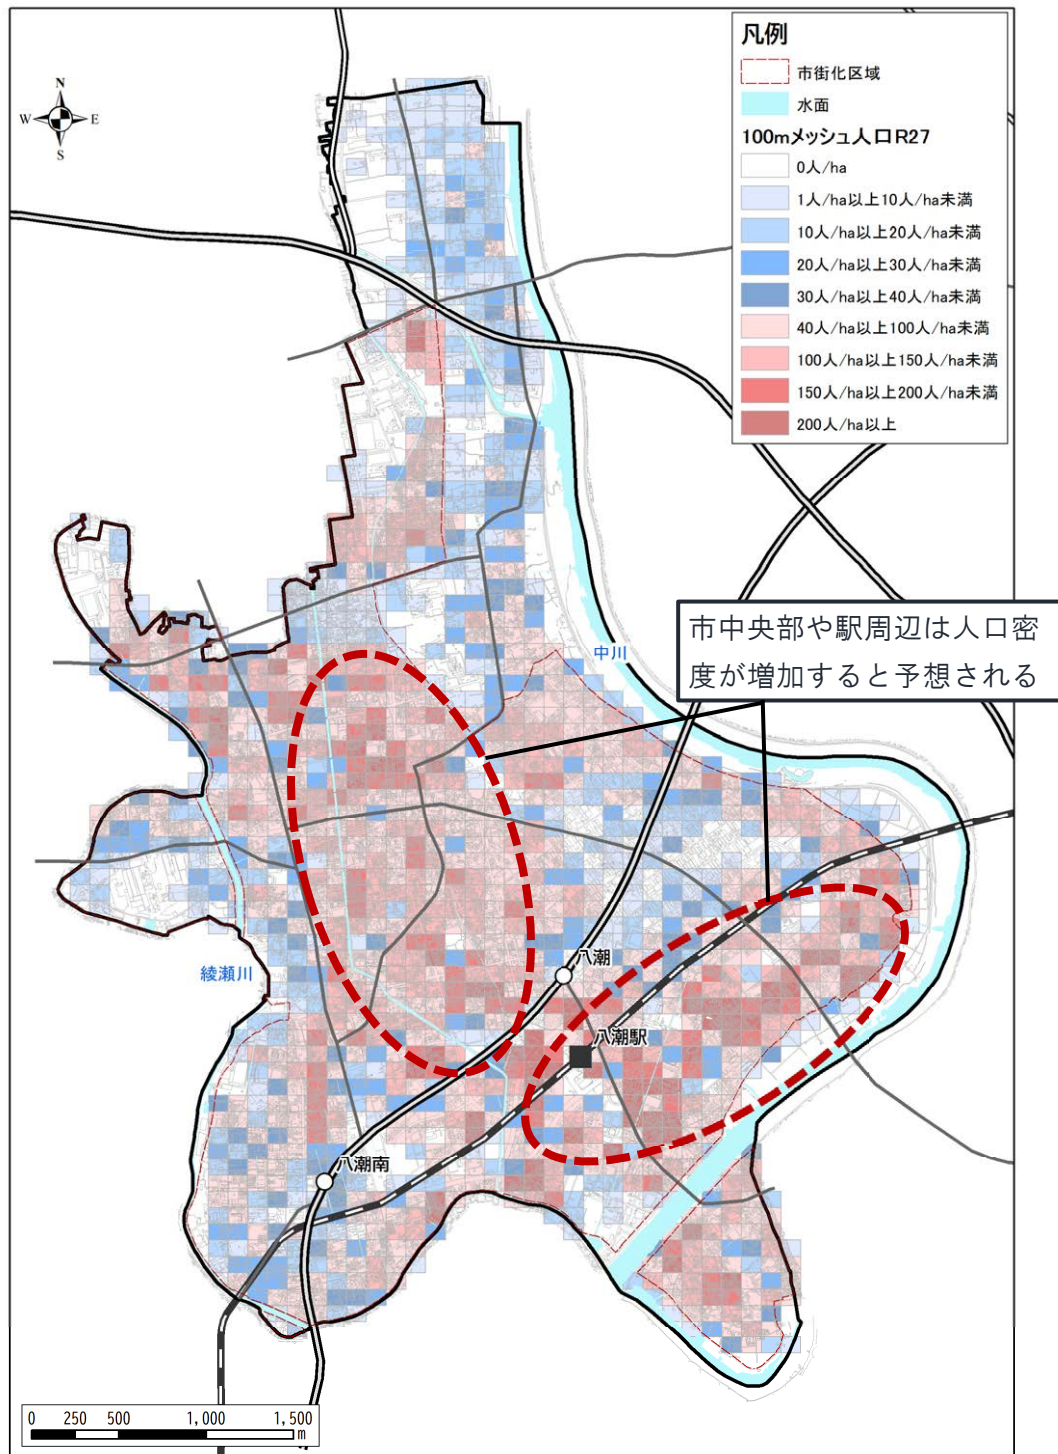 凡例
市街化区域
水面
100mメッシュ人口R27
0人/ha
1人/ha以上10人/ha未満
10人/ha以上20人/ha未満
20人/ha以上30人/ha未満
30人/ha以上40人/ha未満
40人/ha以上100人/ha未満
100人/ha以上150人/ha未満
150人/ha以上200人/ha未満
200人/ha以上
N
W E
S
市中央部や駅周辺は人口密
度が増加すると予想される
中川
綾瀬川
八潮
八潮駅
八潮南
0 250 500 1,000 1,500
m